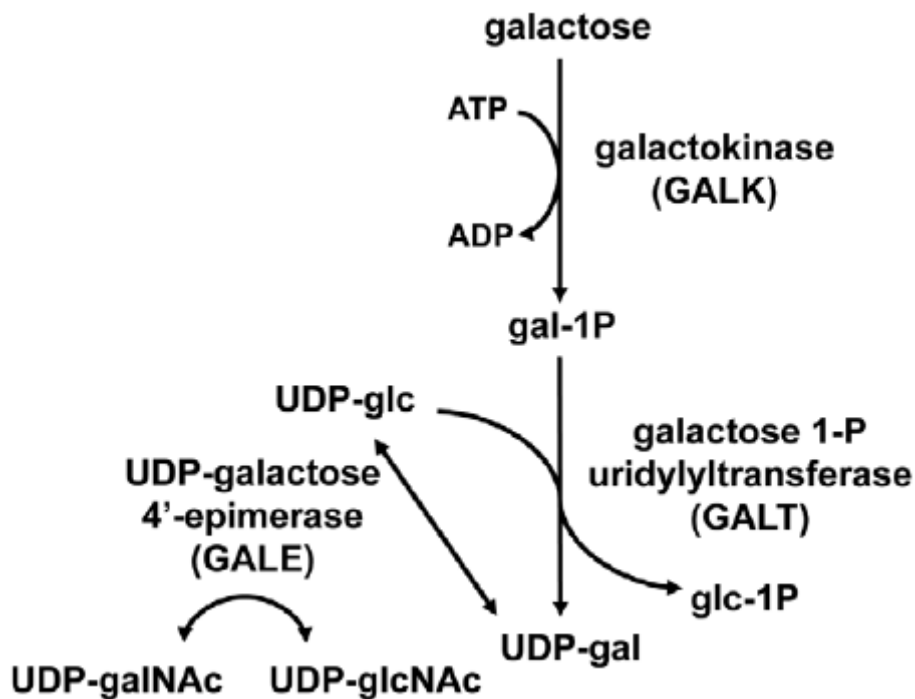 galactose
ATP
galactokinase
(GALK)
ADP
gal-1P
UDP-glc
galactose 1-P
uridylyltransferase
(GALT)
UDP-galactose
4'-epimerase
(GALE)
glc-1P
UDP-gal
UDP-galNAc
UDP-glcNAc